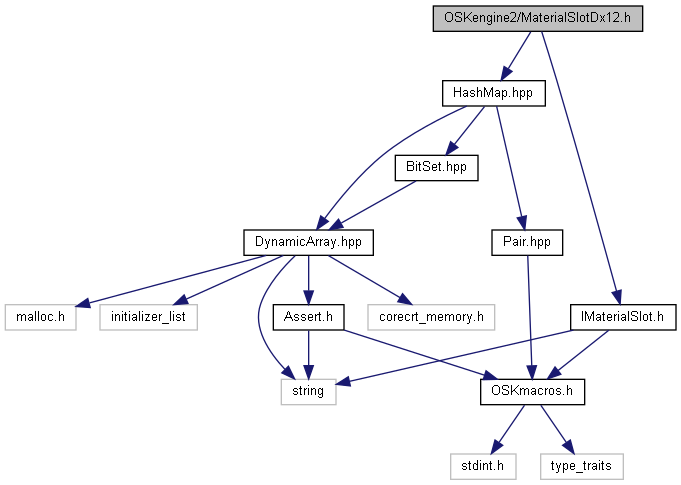 OSKengine2/MaterialSlotDx12.h
HashMap.hpp
BitSet.hpp
DynamicArray.hpp
Pair.hpp
malloc.h
initializer_list
Assert.h
corecrt_memory.h
IMaterialSlot.h
string
OSKmacros.h
stdint.h
type_traits